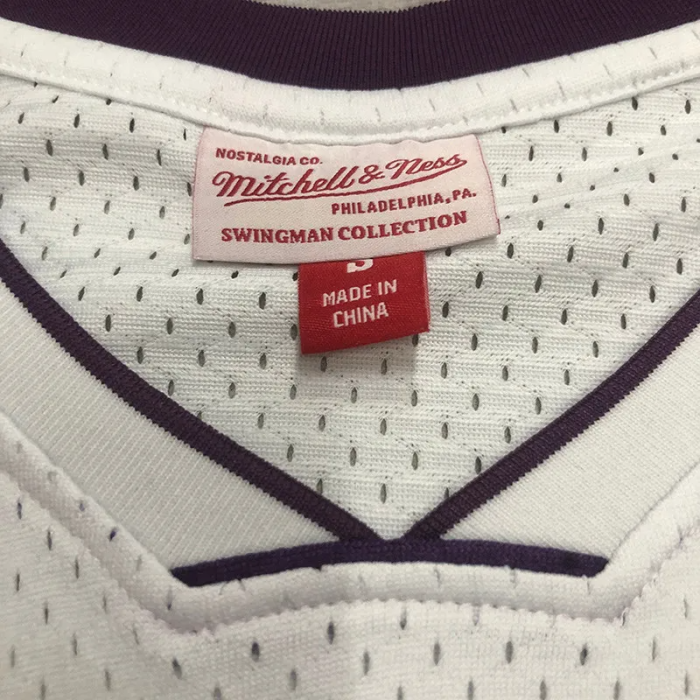 NOSTALGIA CO.
Mitchell & Ness
PHILADELPHIA, PA.
SWINGMAN COLLECTION
MADE IN
CHINA